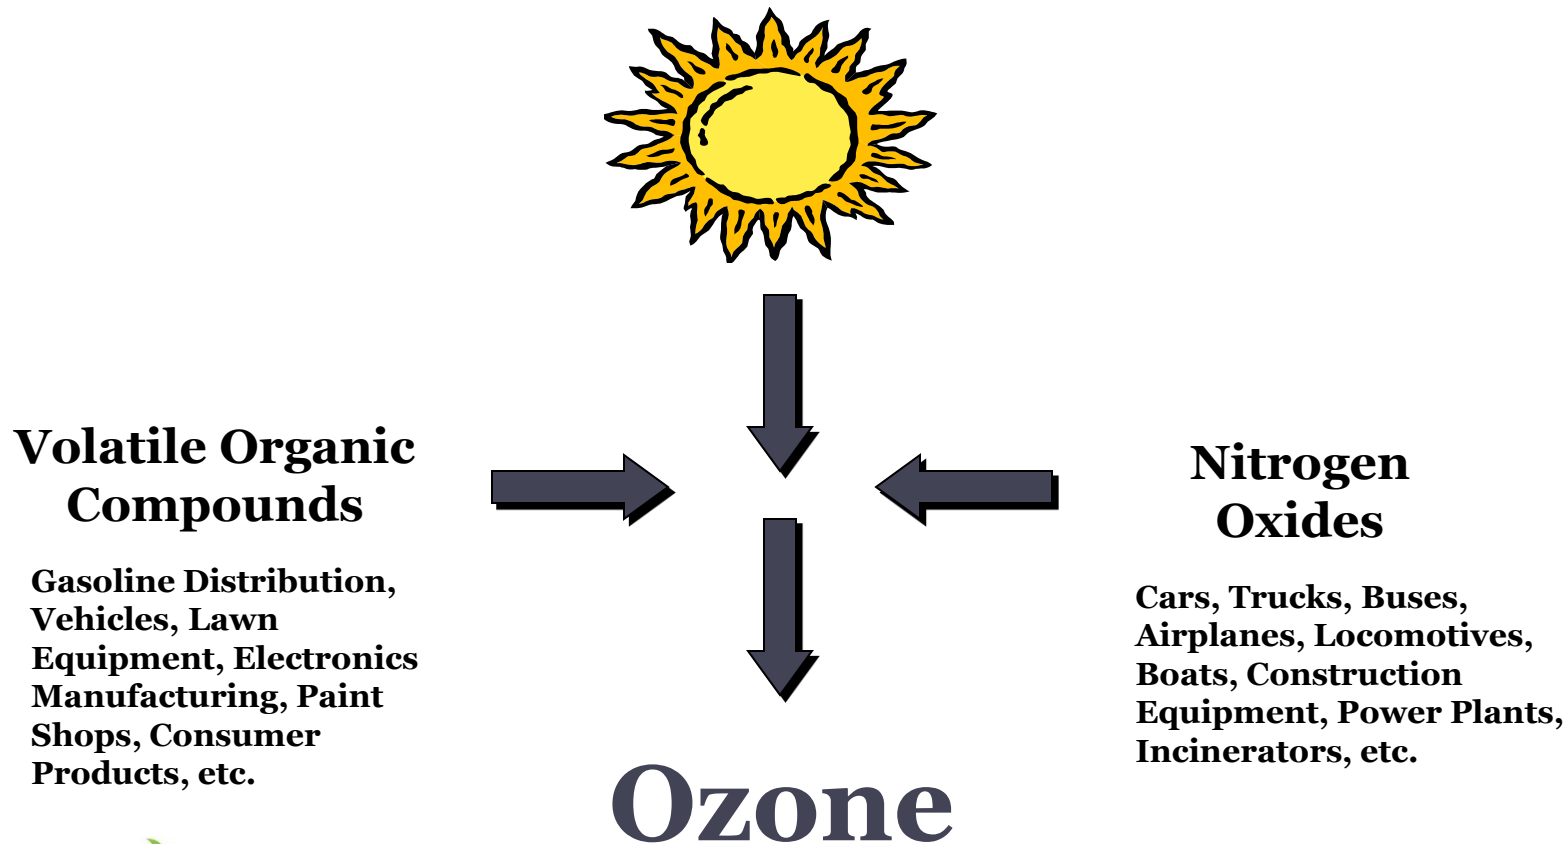 Volatile Organic
Compounds
Gasoline Distribution,
Vehicles, Lawn
Equipment, Electronics
Manufacturing, Paint
Shops, Consumer
Products, etc.
Nitrogen
Oxides
Cars, Trucks, Buses,
Airplanes, Locomotives,
Boats, Construction
Equipment, Power Plants,
Incinerators, etc.
Ozone